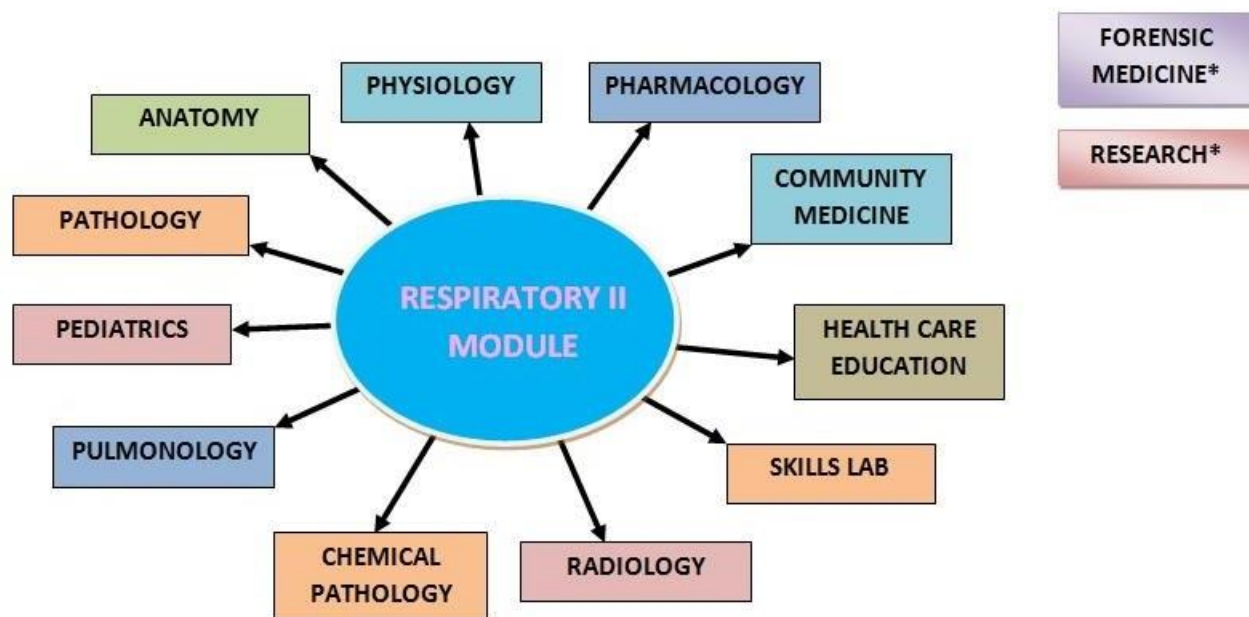 FORENSIC
MEDICINE*
PHYSIOLOGY
PHARMACOLOGY
ANATOMY
RESEARCH*
COMMUNITY
MEDICINE
PATHOLOGY
RESPIRATORY II
MODULE
PEDIATRICS
HEALTH CARE
EDUCATION
PULMONOLOGY
SKILLS LAB
CHEMICAL
PATHOLOGY
RADIOLOGY